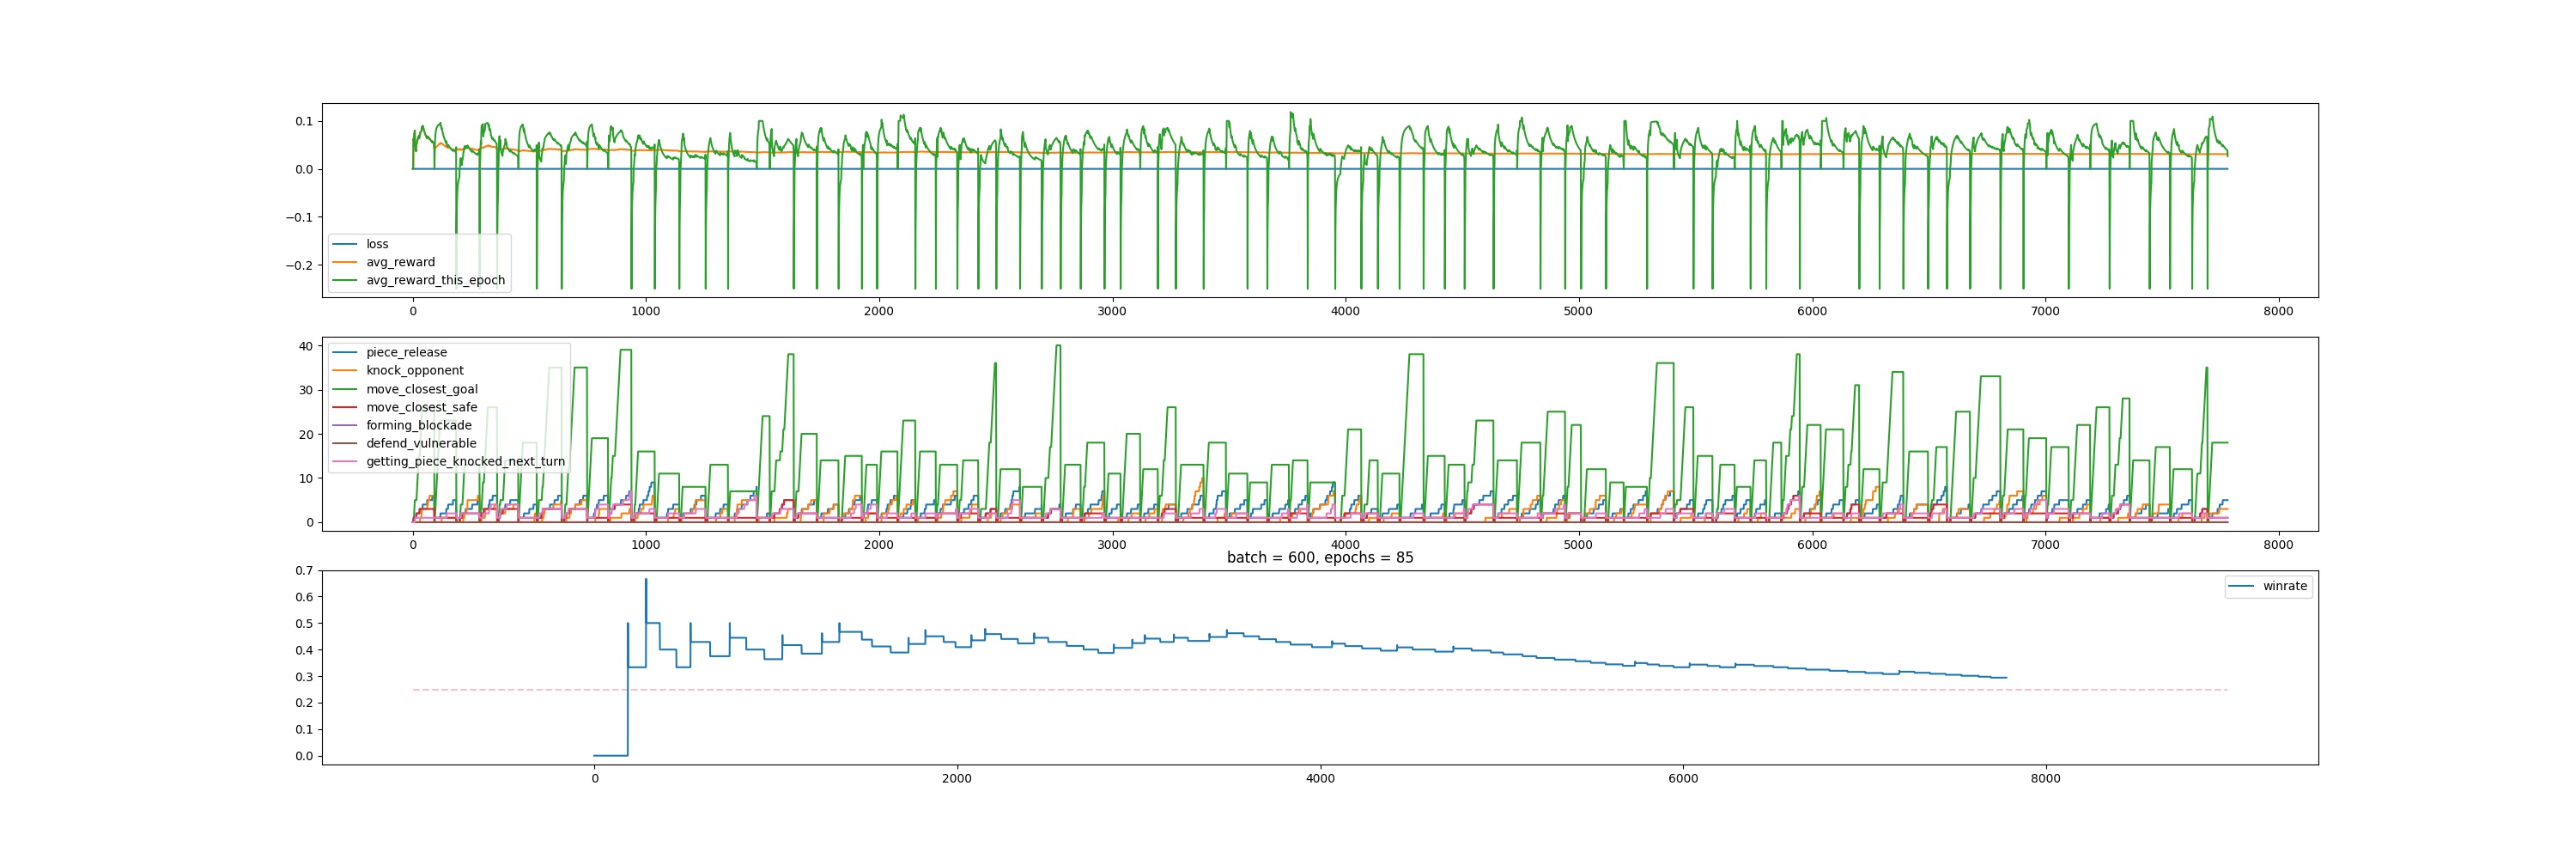 0.1
0.0
−0.1
−0.2
loss
avg_reward
avg_reward_this_epoch
0 1000 2000 3000 4000 5000 6000 7000 8000
40
30
20
10
0
piece_release
knock_opponent
move_closest_goal
move_closest_safe
forming_blockade
defend_vulnerable
getting_piece_knocked_next_turn
0 1000 2000 3000 4000 5000 6000 7000 8000
batch = 600, epochs = 85
0.7
0.6
0.5
0.4
0.3
0.2
0.1
0.0
winrate
0 2000 4000 6000 8000